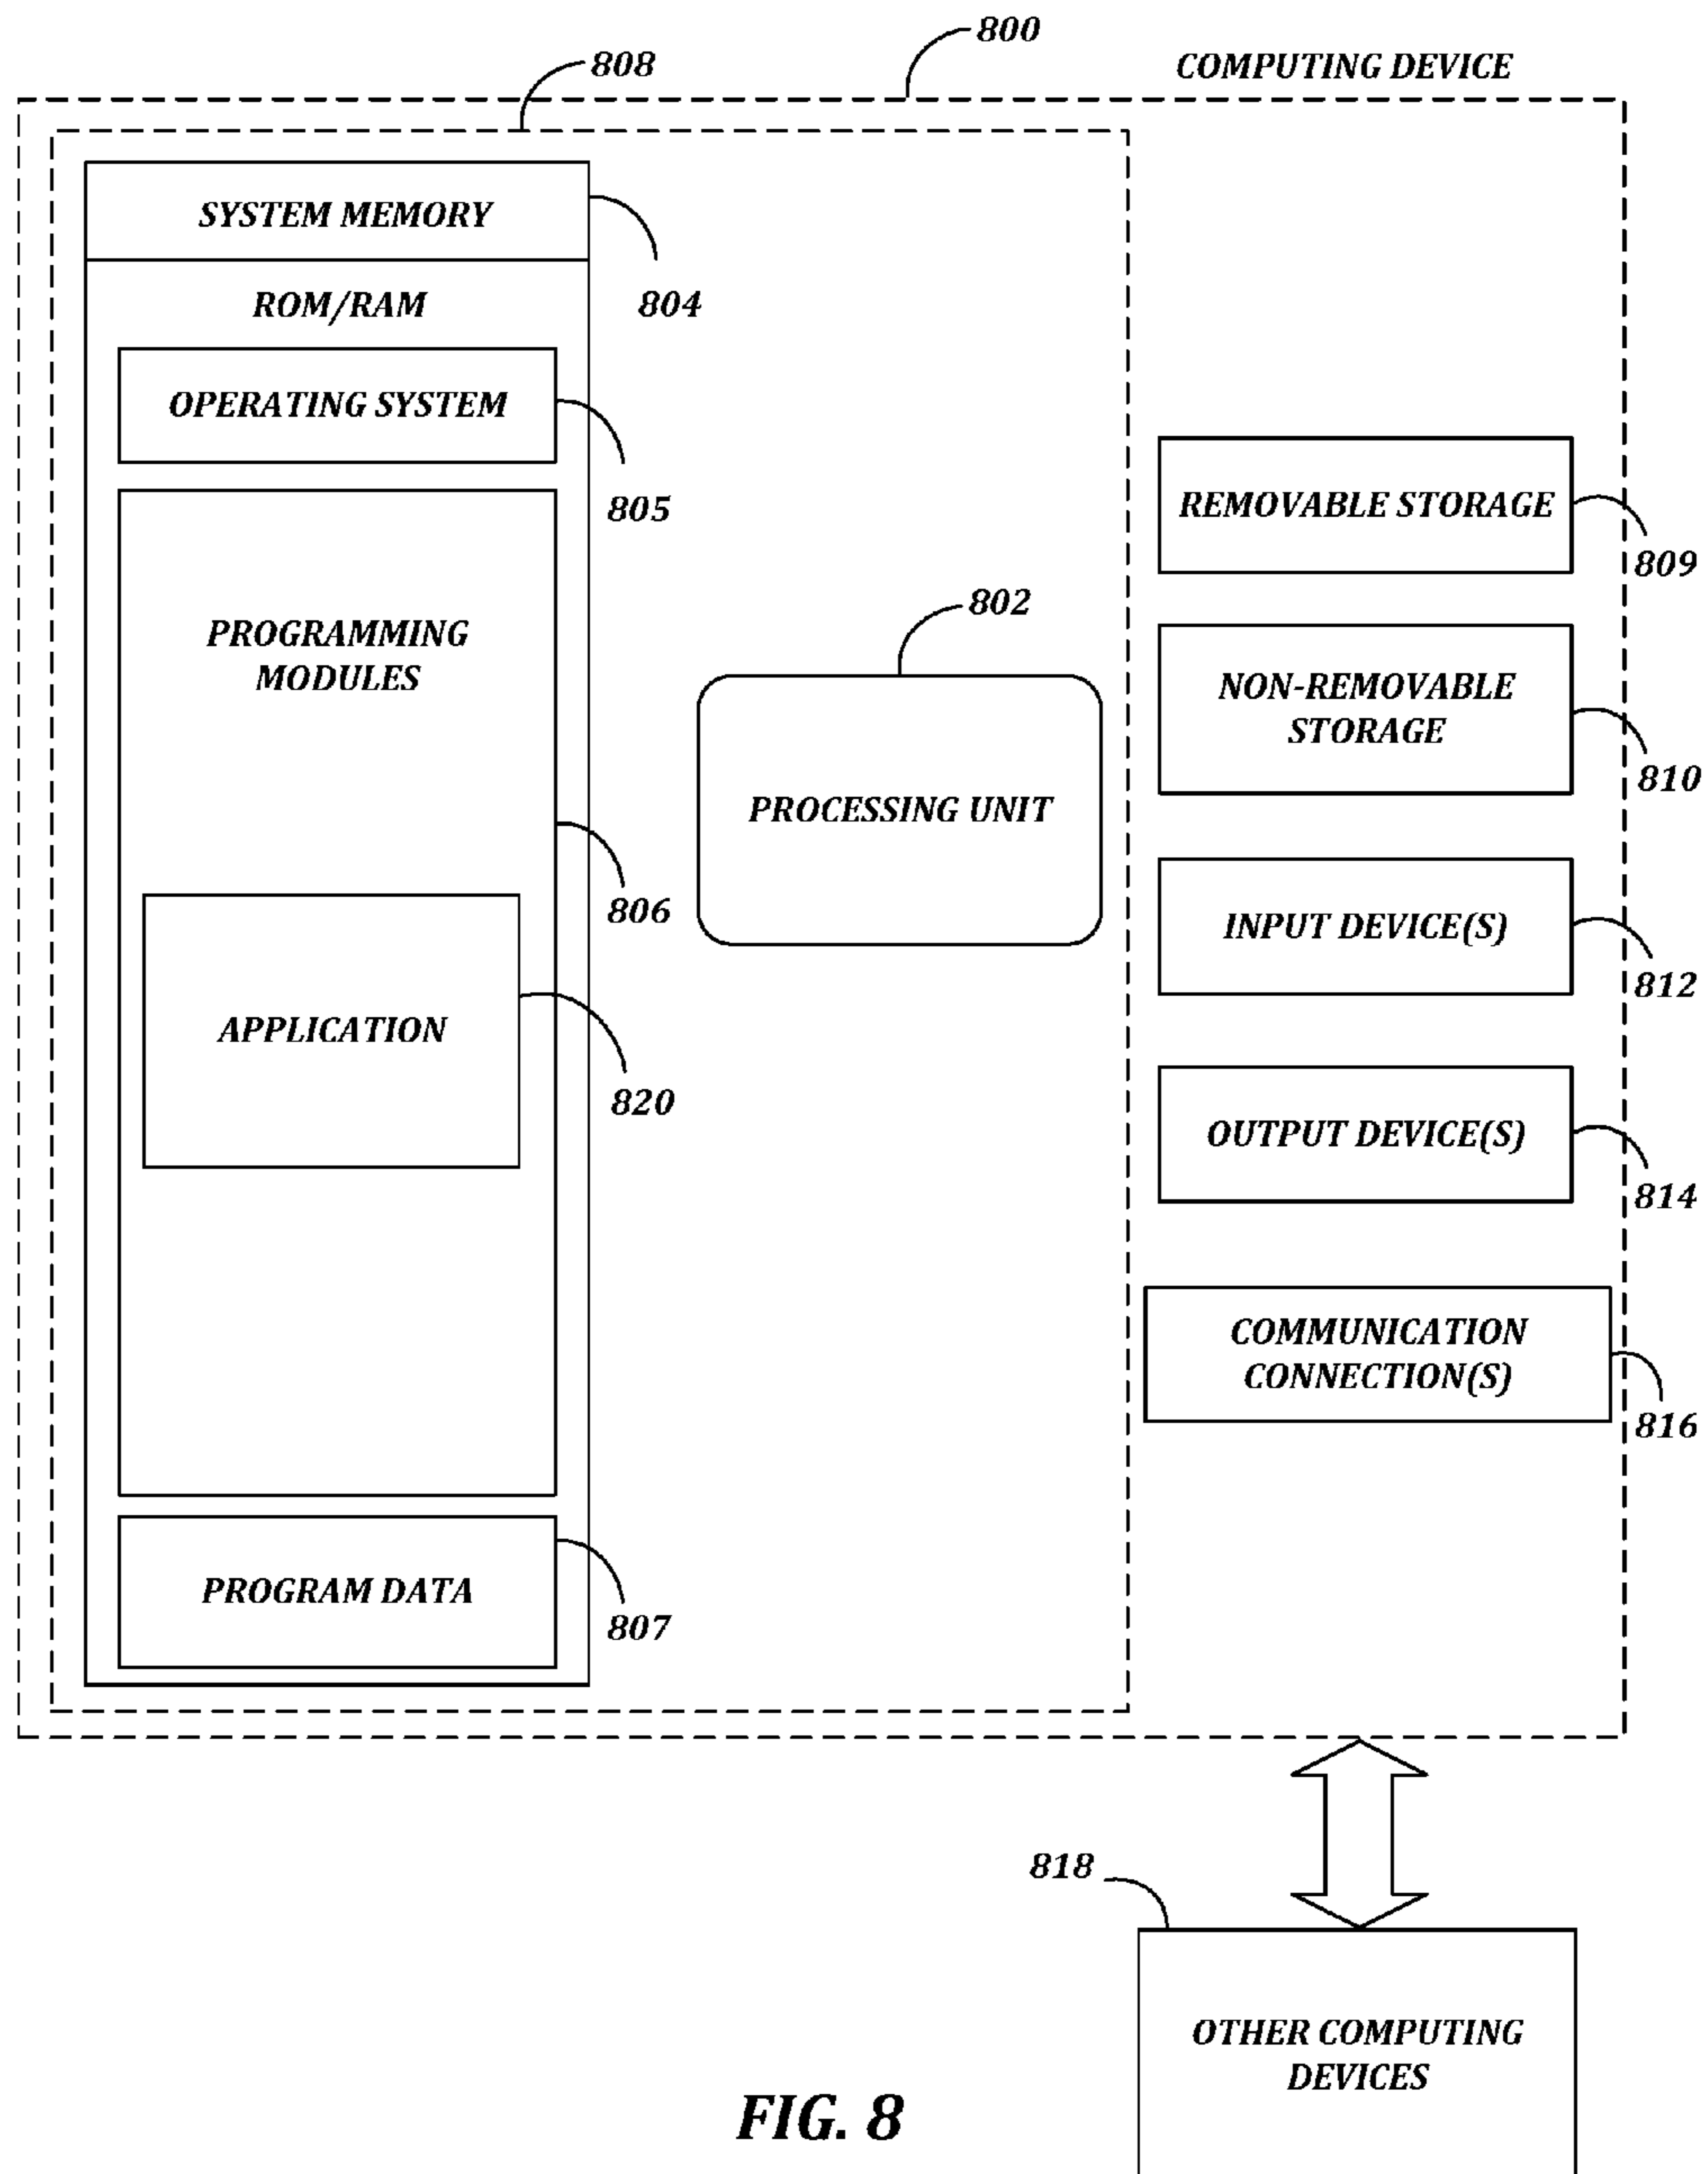 800
808
COMPUTING DEVICE
SYSTEM MEMORY
804
ROM/RAM
OPERATING SYSTEM
805
PROGRAMMING
MODULES
806
APPLICATION
820
PROGRAM DATA
807
802
PROCESSING UNIT
REMOVABLE STORAGE
809
NON-REMOVABLE
STORAGE
810
INPUT DEVICE(S)
812
OUTPUT DEVICE(S)
814
COMMUNICATION
CONNECTION(S)
816
818
OTHER COMPUTING
DEVICES
FIG. 8